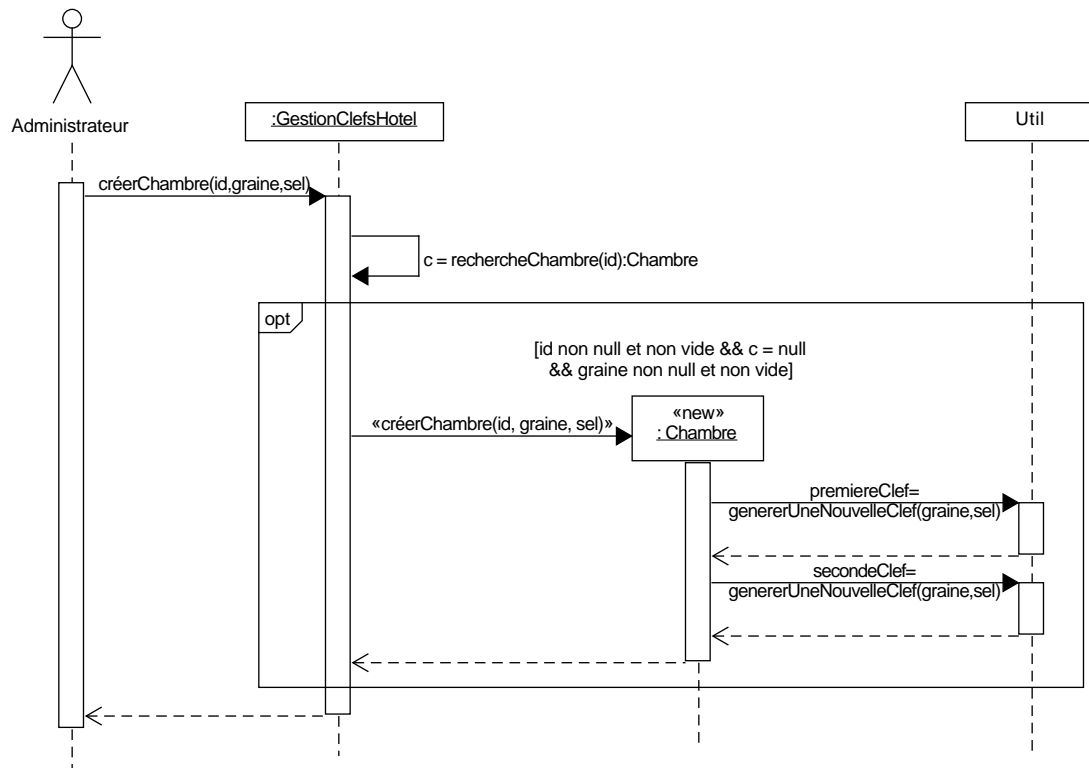 Administrateur
:GestionClefsHotel
Util
créerChambre(id,graine,sel)
c = rechercheChambre(id):Chambre
opt
[id non null et non vide && c = null
&& graine non null et non vide]
«créerChambre(id, graine, sel)»
«new»
: Chambre
premiereClef=
genererUneNouvelleClef(graine,sel)
secondeClef=
genererUneNouvelleClef(graine,sel)